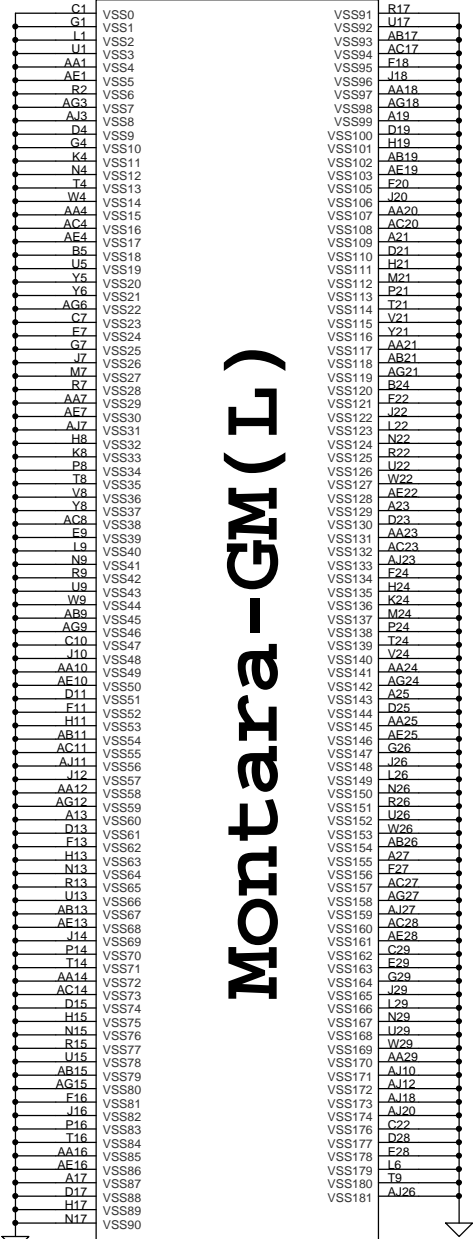 C1 VSS0
G1 VSS1
L1 VSS2
U1 VSS3
AA1 VSS4
AE1 VSS5
R2 VSS6
AG3 VSS7
AJ3 VSS8
D4 VSS9
G4 VSS10
K4 VSS11
N4 VSS12
T4 VSS13
W4 VSS14
AA4 VSS15
AC4 VSS16
AE4 VSS17
B5 VSS18
U5 VSS19
Y5 VSS20
Y6 VSS21
AG6 VSS22
C7 VSS23
E7 VSS24
G7 VSS25
J7 VSS26
M7 VSS27
R7 VSS28
AA7 VSS29
AE7 VSS30
AJ7 VSS31
H8 VSS32
K8 VSS33
P8 VSS34
T8 VSS35
V8 VSS36
Y8 VSS37
AC8 VSS38
E9 VSS39
L9 VSS40
N9 VSS41
R9 VSS42
U9 VSS43
W9 VSS44
AB9 VSS45
AG9 VSS46
C10 VSS47
J10 VSS48
AA10 VSS49
AE10 VSS50
D11 VSS51
F11 VSS52
H11 VSS53
AB11 VSS54
AC11 VSS55
AJ11 VSS56
J12 VSS57
AA12 VSS58
AG12 VSS59
A13 VSS60
D13 VSS61
F13 VSS62
H13 VSS63
N13 VSS64
R13 VSS65
U13 VSS66
AB13 VSS67
AE13 VSS68
J14 VSS69
P14 VSS70
T14 VSS71
AA14 VSS72
AC14 VSS73
D15 VSS74
H15 VSS75
N15 VSS76
R15 VSS77
U15 VSS78
AB15 VSS79
AG15 VSS80
F16 VSS81
J16 VSS82
P16 VSS83
T16 VSS84
AA16 VSS85
AE16 VSS86
A17 VSS87
D17 VSS88
H17 VSS89
N17 VSS90
Montara-GM(L)
VSS91 R17
VSS92 U17
VSS93 AB17
VSS94 AC17
VSS95 F18
VSS96 J18
VSS97 AA18
VSS98 AG18
VSS99 A19
VSS100 D19
VSS101 H19
VSS102 AB19
VSS103 AE19
VSS105 F20
VSS106 J20
VSS107 AA20
VSS108 AC20
VSS109 A21
VSS110 D21
VSS111 H21
VSS112 M21
VSS113 P21
VSS114 T21
VSS115 V21
VSS116 Y21
VSS117 AA21
VSS118 AB21
VSS119 AG21
VSS120 B24
VSS121 F22
VSS122 J22
VSS123 L22
VSS124 N22
VSS125 R22
VSS126 U22
VSS127 W22
VSS128 AE22
VSS129 A23
VSS130 D23
VSS131 AA23
VSS132 AC23
VSS133 AJ23
VSS134 F24
VSS135 H24
VSS136 K24
VSS137 M24
VSS138 P24
VSS139 T24
VSS140 V24
VSS141 AA24
VSS142 AG24
VSS143 A25
VSS144 D25
VSS145 AA25
VSS146 AE25
VSS147 G26
VSS148 J26
VSS149 L26
VSS150 N26
VSS151 R26
VSS152 U26
VSS153 W26
VSS154 AB26
VSS155 A27
VSS156 F27
VSS157 AC27
VSS158 AG27
VSS159 AJ27
VSS160 AC28
VSS161 AE28
VSS162 C29
VSS163 E29
VSS164 G29
VSS165 J29
VSS166 L29
VSS167 N29
VSS168 U29
VSS169 W29
VSS170 AA29
VSS171 AJ10
VSS172 AJ12
VSS173 AJ18
VSS174 AJ20
VSS176 C22
VSS177 D28
VSS178 E28
VSS179 L6
VSS180 T9
VSS181 AJ26